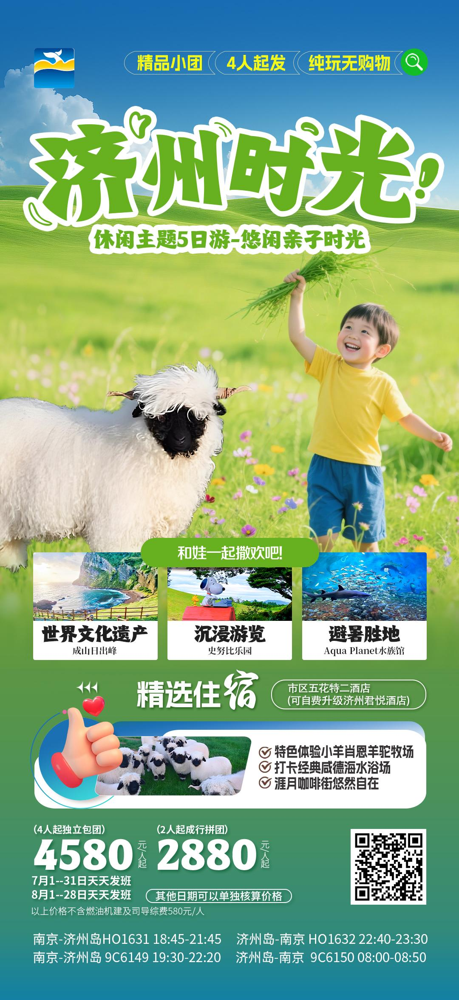 精品小团 4人起发 纯玩无购物
济州时光!
休闲主题5日游-悠闲亲子时光
和娃一起撒欢吧!
世界文化遗产
成山日出峰
沉浸游览
史努比乐园
避暑胜地
Aqua Planet水族馆
精选住宿
市区五花特二酒店
(可自费升级济州君悦酒店)
特色体验小羊肖恩羊驼牧场
打卡经典咸德海水浴场
涯月咖啡街悠然自在
(4人起独立包团)
4580元/人起
(2人起成行拼团)
2880元/人起
7月1--31日天天发班
8月1--28日天天发班
其他日期可以单独核算价格
以上价格不含燃油机建及司导综费580元/人
南京-济州岛HO1631 18:45-21:45 济州岛-南京 HO1632 22:40-23:30
南京-济州岛 9C6149 19:30-22:20 济州岛-南京 9C6150 08:00-08:50